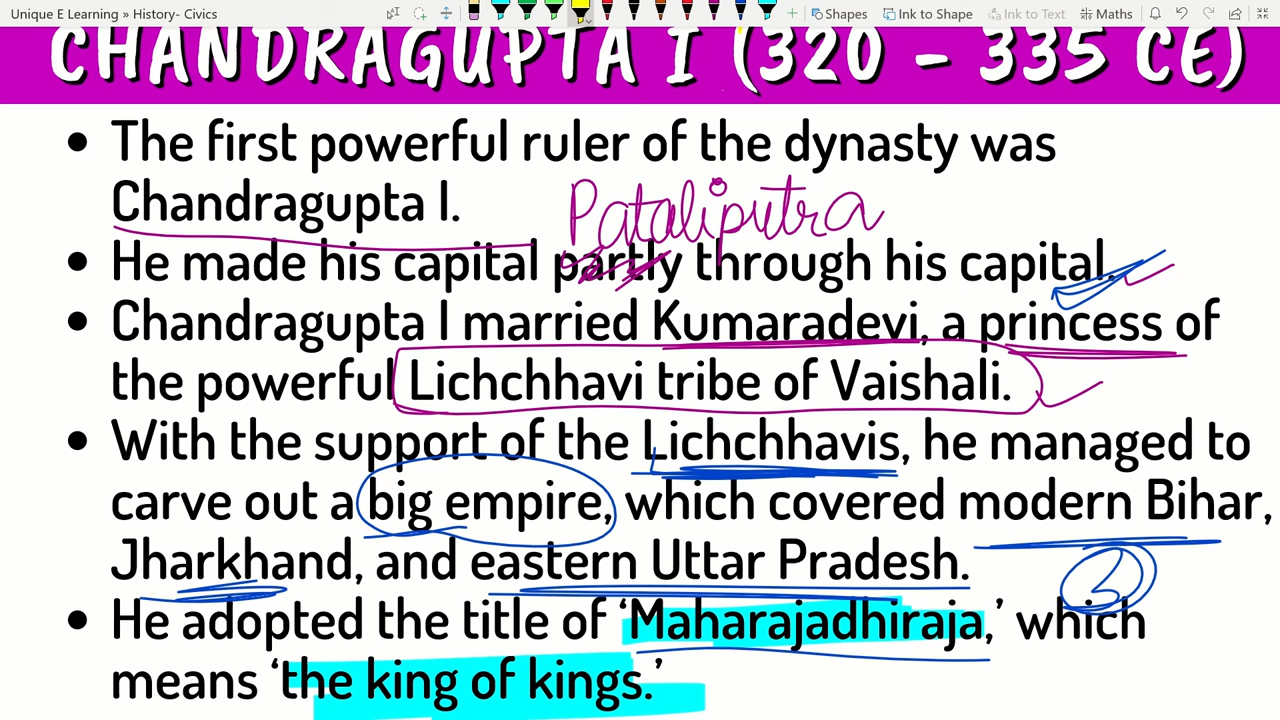 Unique E Learning » History- Civics
Shapes Ink to Shape Ink to Text Maths
CHANDRAGUPTA I (320 - 335 CE)
• The first powerful ruler of the dynasty was
Chandragupta I.
Pataliputra
• He made his capital partly through his capital.
• Chandragupta I married Kumaradevi, a princess of
the powerful Lichchhavi tribe of Vaishali.
• With the support of the Lichchhavis, he managed to
carve out a big empire, which covered modern Bihar,
Jharkhand, and eastern Uttar Pradesh.
• He adopted the title of ‘Maharajadhiraja,’ which
means ‘the king of kings.’